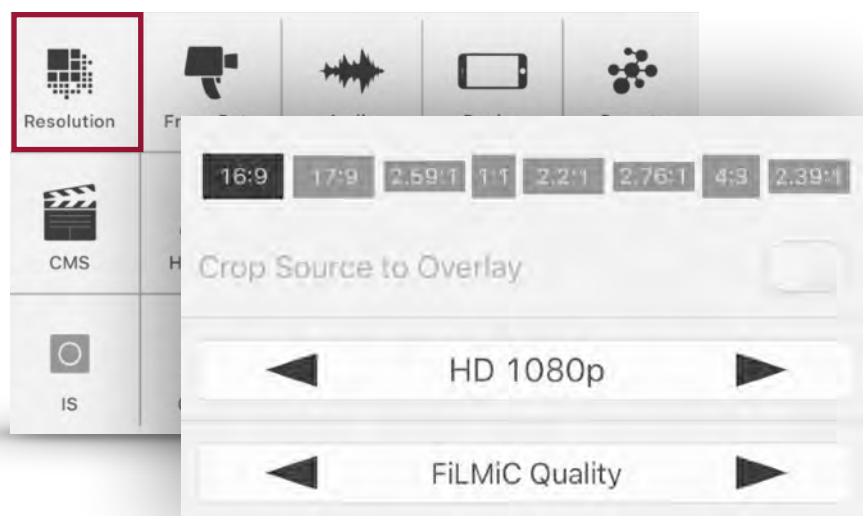 Resolution
Fr
16:9 17:9 2.59:1 1:1 2.2:1 2.76:1 4:3 2.39:1
CMS
H
Crop Source to Overlay
HD 1080p
IS
FiLMiC Quality